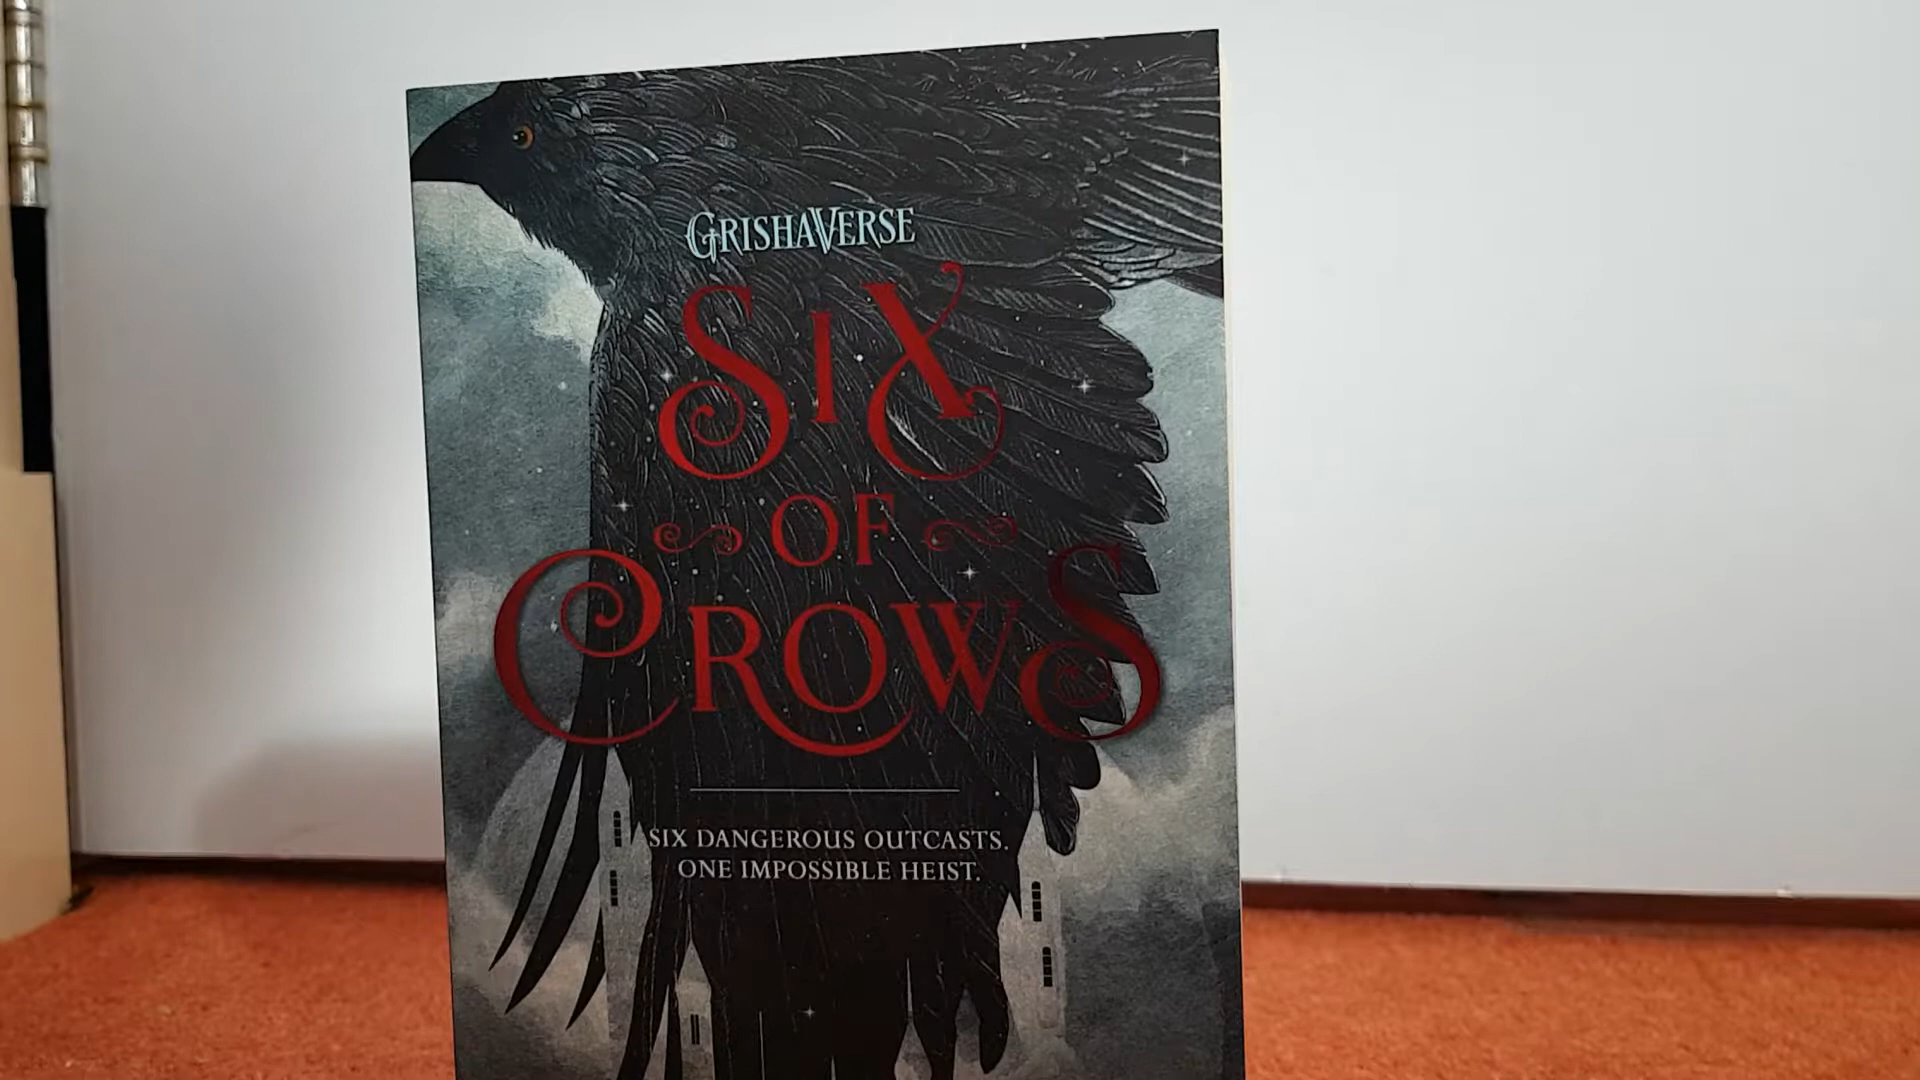 GRISHAVERSE
SIX
OF
CROWS
SIX DANGEROUS OUTCASTS.
ONE IMPOSSIBLE HEIST.